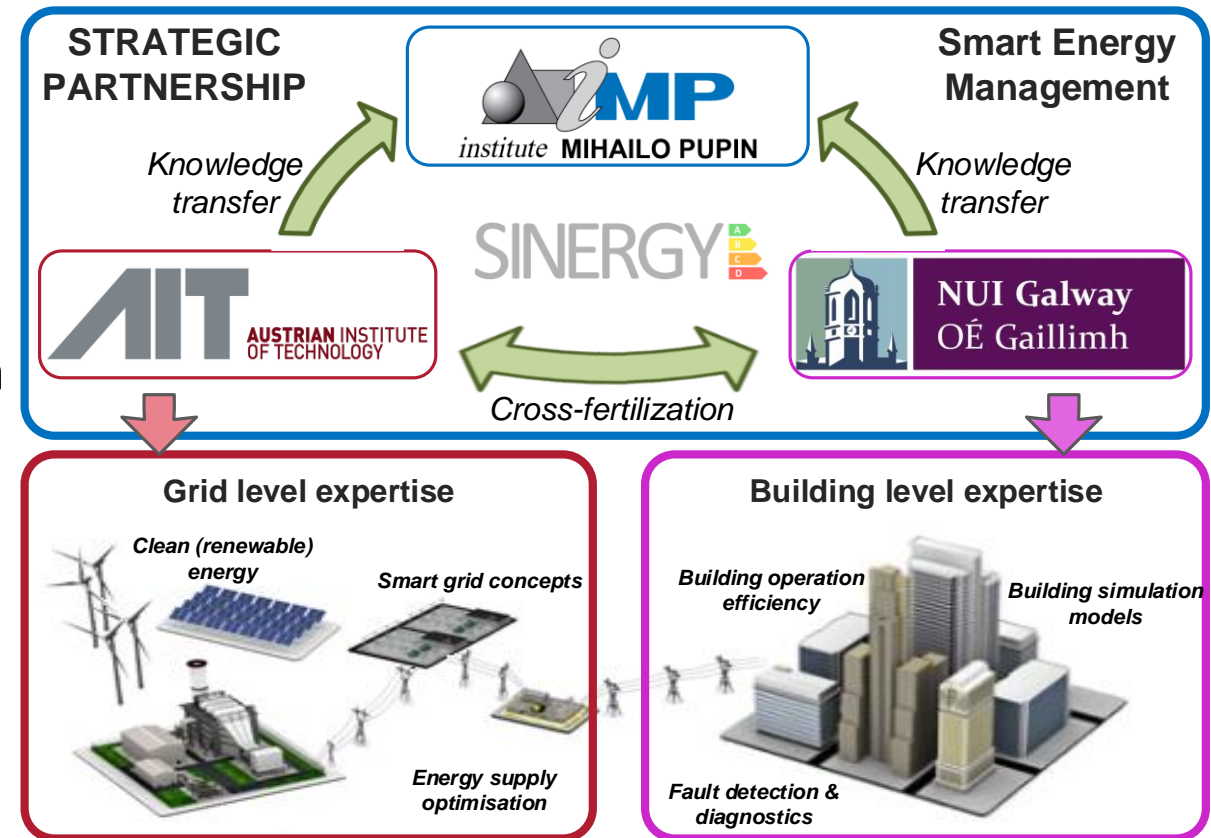 STRATEGIC
PARTNERSHIP
iMP
institute MIHAILO PUPIN
Smart Energy
Management
Knowledge
transfer
Knowledge
transfer
SINERGY
A
B
C
D
AIT
AUSTRIAN INSTITUTE
OF TECHNOLOGY
NUI Galway
OÉ Gaillimh
Cross-fertilization
Grid level expertise
Clean (renewable)
energy
Smart grid concepts
Energy supply
optimisation
Building level expertise
Building operation
efficiency
Building simulation
models
Fault detection &
diagnostics